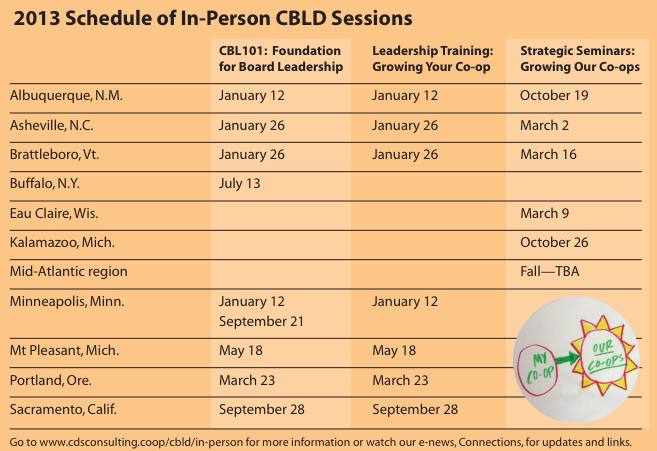 2013 Schedule of In-Person CBLD Sessions
CBL101: Foundation for Board Leadership Leadership Training: Growing Your Co-op Strategic Seminars: Growing Our Co-ops
Albuquerque, N.M. January 12 January 12 October 19
Asheville, N.C. January 26 January 26 March 2
Brattleboro, Vt. January 26 January 26 March 16
Buffalo, N.Y. July 13
Eau Claire, Wis. March 9
Kalamazoo, Mich. October 26
Mid-Atlantic region Fall—TBA
Minneapolis, Minn. January 12 January 12
September 21
Mt Pleasant, Mich. May 18 May 18
Portland, Ore. March 23 March 23
Sacramento, Calif. September 28 September 28
MY
CO-OP
OUR
CO-OPS
Go to www.cdsconsulting.coop/cbld/in-person for more information or watch our e-news, Connections, for updates and links.